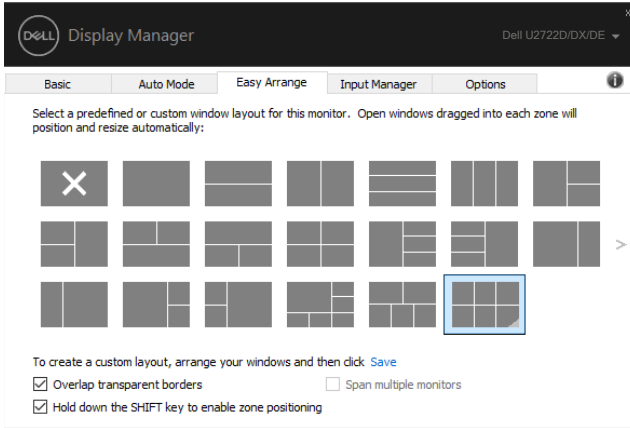 DELL Display Manager
Dell U2722D/DX/DE
Basic
Auto Mode
Easy Arrange
Input Manager
Options
Select a predefined or custom window layout for this monitor. Open windows dragged into each zone will
position and resize automatically:
To create a custom layout, arrange your windows and then click Save
Overlap transparent borders
Span multiple monitors
Hold down the SHIFT key to enable zone positioning